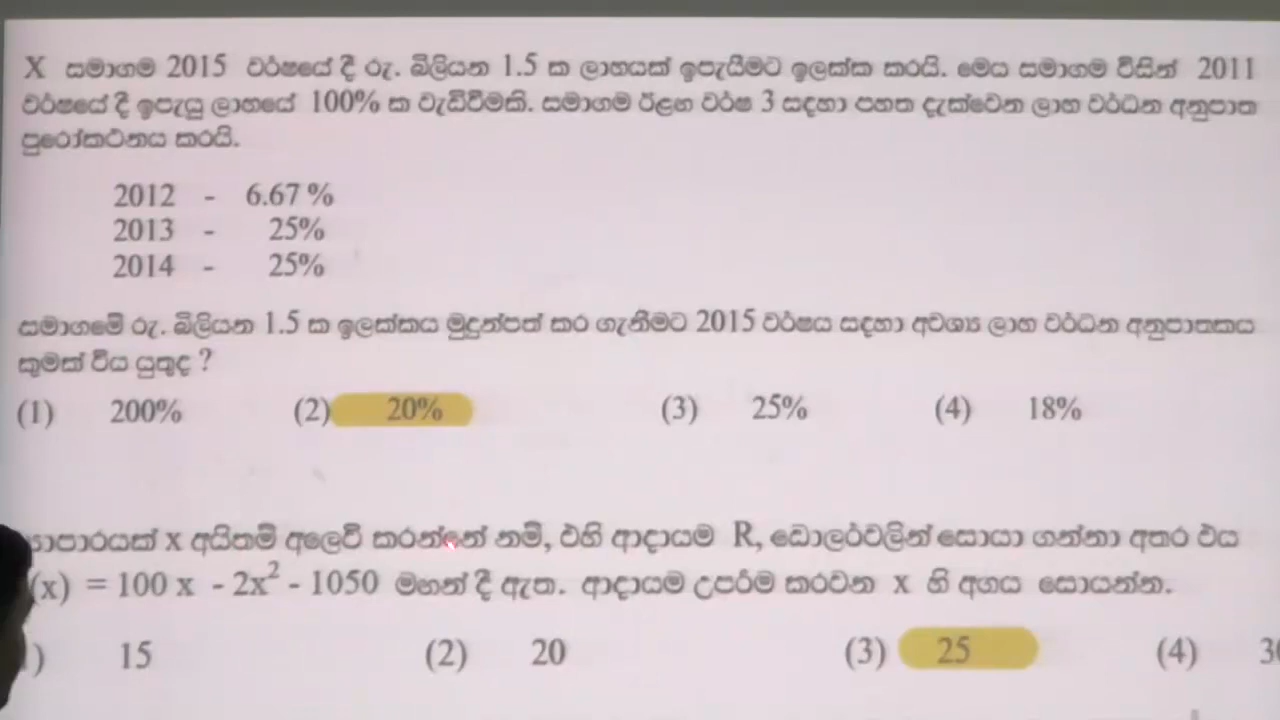 X සමාගම 2015 වර්ෂයේ දී රු. බිලියන 1.5 ක ලාභයක් ඉපැයීමට ඉලක්ක කරයි. මෙය සමාගම විසින් 2011
වර්ෂයේ දී ඉපැයූ ලාභයේ 100% ක වැඩිවීමකි. සමාගම ඊළඟ වර්ෂ 3 සඳහා පහත දැක්වෙන ලාභ වර්ධන අනුපාත
පුරෝකථනය කරයි.
2012 - 6.67 %
2013 - 25%
2014 - 25%
සමාගමේ රු. බිලියන 1.5 ක ඉලක්කය මුදුන්පත් කර ගැනීමට 2015 වර්ෂය සඳහා අවශ්‍ය ලාභ වර්ධන අනුපාතකය
කුමක් විය යුතුද ?
(1) 200% (2) 20% (3) 25% (4) 18%
x අයිතම් අලෙවි කරන්නේ නම්, එහි ආදායම R, ඩොලර්වලින් සොයා ගන්නා අතර එය
(x) = 100 x - 2x² - 1050 මඟන් දී ඇත. ආදායම උපරිම කරවන x හි අගය සොයන්න.
) 15 (2) 20 (3) 25 (4)